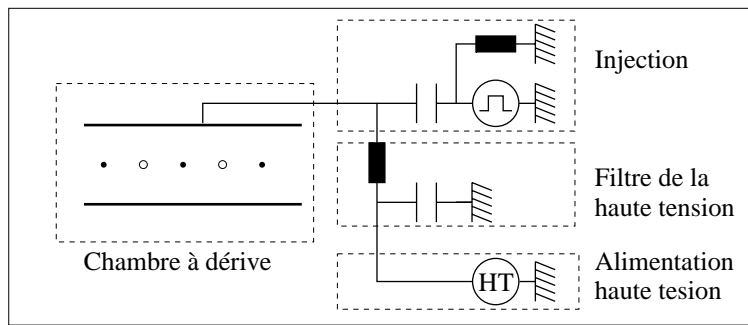 Injection
Filtre de la
haute tension
Chambre à dérive
Alimentation
haute tesion
HT